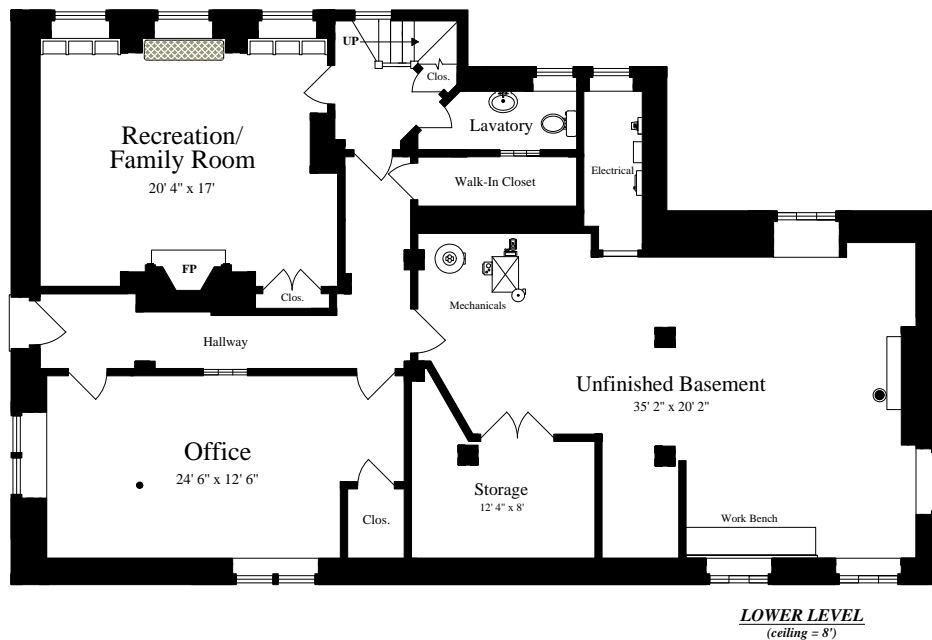 UP
Clos.
Recreation/
Family Room
20' 4" x 17'
Lavatory
Electrical
Walk-In Closet
FP
Clos.
Mechanicals
Hallway
Unfinished Basement
35' 2" x 20' 2"
Office
24' 6" x 12' 6"
Storage
12' 4" x 8'
Clos.
Work Bench
LOWER LEVEL
(ceiling = 8')